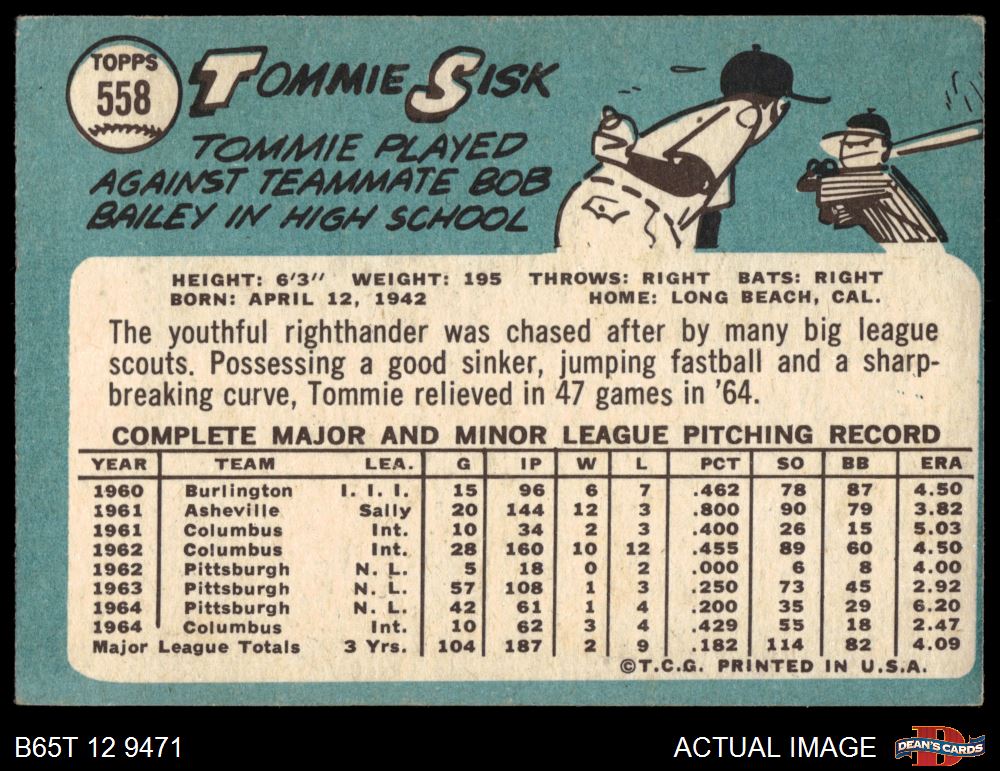 TOPPS
558
TOMMIE SISK
TOMMIE PLAYED
AGAINST TEAMMATE BOB
BAILEY IN HIGH SCHOOL
HEIGHT: 6'3" WEIGHT: 195 THROWS: RIGHT BATS: RIGHT
BORN: APRIL 12, 1942 HOME: LONG BEACH, CAL.
The youthful righthander was chased after by many big league
scouts. Possessing a good sinker, jumping fastball and a sharp-
breaking curve, Tommie relieved in 47 games in '64.
COMPLETE MAJOR AND MINOR LEAGUE PITCHING RECORD
YEAR TEAM LEA. G IP W L PCT SO BB ERA
1960 Burlington I. I. I. 15 96 6 7 .462 78 87 4.50
1961 Asheville Sally 20 144 12 3 .800 90 79 3.82
1961 Columbus Int. 10 34 2 3 .400 26 15 5.03
1962 Columbus Int. 28 160 10 12 .455 89 60 4.50
1962 Pittsburgh N. L. 5 18 0 2 .000 6 8 4.00
1963 Pittsburgh N. L. 57 108 1 3 .250 73 45 2.92
1964 Pittsburgh N. L. 42 61 1 4 .200 35 29 6.20
1964 Columbus Int. 10 62 3 4 .429 55 18 2.47
Major League Totals 3 Yrs. 104 187 2 9 .182 114 82 4.09
©T.C.G. PRINTED IN U.S.A.
B65T 12 9471 ACTUAL IMAGE D DEAN'S CARDS